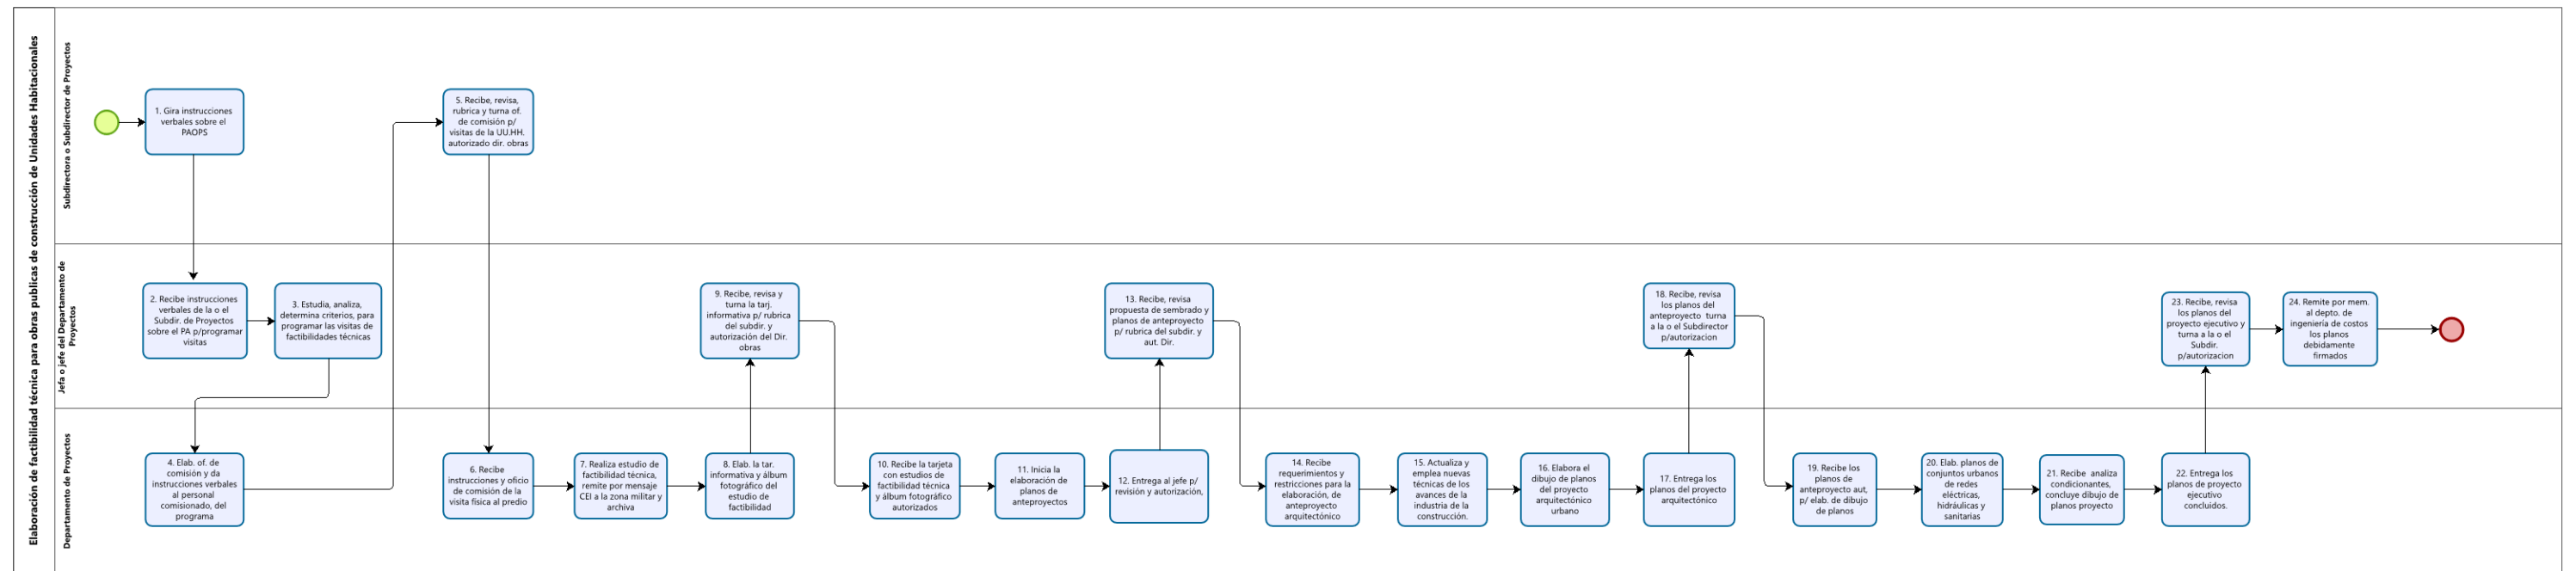 Elaboración de factibilidad técnica para obras publicas de construcción de Unidades Habitacionales
Subdirectora o Subdirector de Proyectos
1. Gira instrucciones
verbales sobre el
PAOPS
5. Recibe, revisa,
rubrica y turna of.
de comisión p/
visitas de la UU.HH.
autorizado dir. obras
Jefa o jefe del Departamento de
Proyectos
2. Recibe instrucciones
verbales de la o el
Subdir. de Proyectos
sobre el PA p/programar
visitas
3. Estudia, analiza,
determina criterios, para
programar las visitas de
factibilidades técnicas
9. Recibe, revisa y
turna la tarj.
informativa p/ rubrica
del subdir. y
autorización del Dir.
obras
13. Recibe, revisa
propuesta de sembrado y
planos de anteproyecto
p/ rubrica del subdir. y
aut. Dir.
18. Recibe, revisa
los planos del
anteproyecto turna
a la o el Subdirector
p/autorizacion
23. Recibe, revisa
los planos del
proyecto ejecutivo y
turna a la o el
Subdir.
p/autorizacion
24. Remite por mem.
al depto. de
ingeniería de costos
los planos
debidamente
firmados
Departamento de Proyectos
4. Elab. of. de
comisión y da
instrucciones verbales
al personal
comisionado, del
programa
6. Recibe
instrucciones y oficio
de comisión de la
visita física al predio
7. Realiza estudio de
factibilidad técnica,
remite por mensaje
CEI a la zona militar y
archiva
8. Elab. la tar.
informativa y álbum
fotográfico del
estudio de
factibilidad
10. Recibe la tarjeta
con estudios de
factibilidad técnica
y álbum fotográfico
autorizados
11. Inicia la
elaboración de
planos de
anteproyectos
12. Entrega al jefe p/
revisión y autorización,
14. Recibe
requerimientos y
restricciones para la
elaboración, de
anteproyecto
arquitectónico
15. Actualiza y
emplea nuevas
técnicas de los
avances de la
industria de la
construcción.
16. Elabora el
dibujo de planos
del proyecto
arquitectónico
urbano
17. Entrega los
planos del proyecto
arquitectónico
19. Recibe los
planos de
anteproyecto aut,
p/ elab. de dibujo
de planos
20. Elab. planos de
conjuntos urbanos
de redes
eléctricas,
hidráulicas y
sanitarias
21. Recibe analiza
condicionantes,
concluye dibujo de
planos proyecto
22. Entrega los
planos de proyecto
ejecutivo
concluidos.